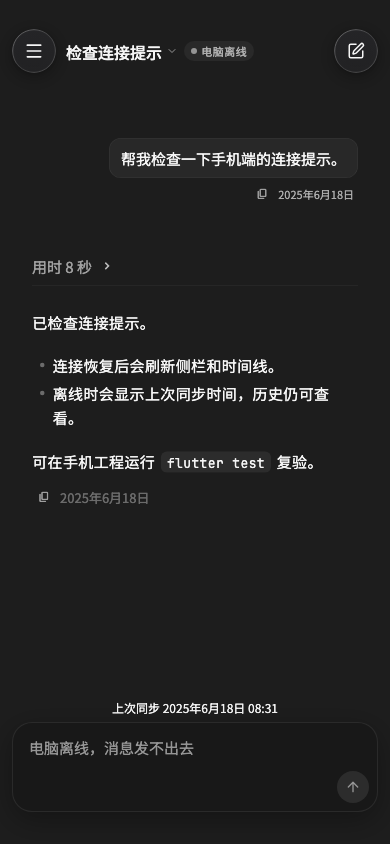 检查连接提示
电脑离线
帮我检查一下手机端的连接提示。
2025年6月18日
用时 8 秒
已检查连接提示。
连接恢复后会刷新侧栏和时间线。
离线时会显示上次同步时间，历史仍可查
看。
可在手机工程运行 flutter test 复验。
2025年6月18日
上次同步 2025年6月18日 08:31
电脑离线，消息发不出去